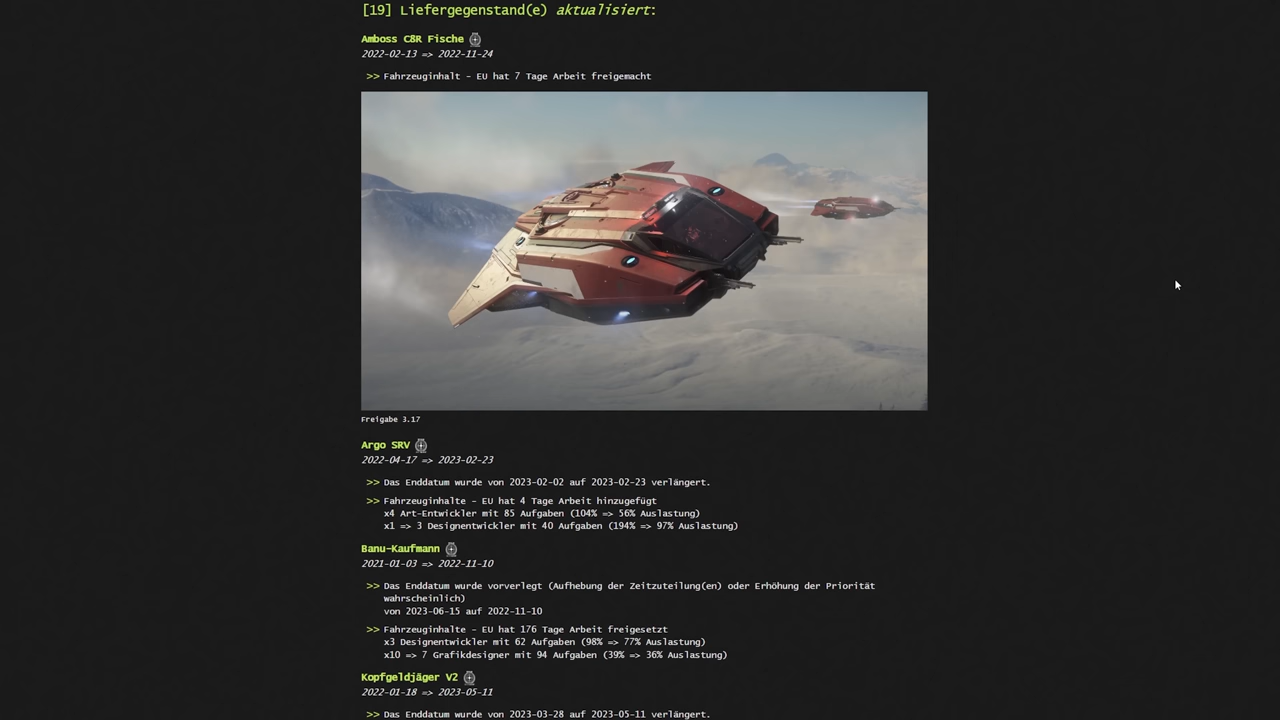 [19] Liefergegenstand(e) aktualisiert:
Amboss C8R Fische
2022-02-13 => 2022-11-24
>> Fahrzeuginhalt - EU hat 7 Tage Arbeit freigemacht
Freigabe 3.17
Argo SRV
2022-04-17 => 2023-02-23
>> Das Enddatum wurde von 2023-02-02 auf 2023-02-23 verlängert.
>> Fahrzeuginhalte - EU hat 4 Tage Arbeit hinzugefügt
x4 Art-Entwickler mit 85 Aufgaben (104% => 56% Auslastung)
x1 => 3 Designentwickler mit 40 Aufgaben (194% => 97% Auslastung)
Banu-Kaufmann
2021-01-03 => 2022-11-10
>> Das Enddatum wurde vorverlegt (Aufhebung der Zeitzuteilung(en) oder Erhöhung der Priorität
wahrscheinlich)
von 2023-06-15 auf 2022-11-10
>> Fahrzeuginhalte - EU hat 176 Tage Arbeit freigesetzt
x3 Designentwickler mit 62 Aufgaben (98% => 77% Auslastung)
x10 => 7 Grafikdesigner mit 94 Aufgaben (39% => 36% Auslastung)
Kopfgeldjäger V2
2022-01-18 => 2023-05-11
>> Das Enddatum wurde von 2023-03-28 auf 2023-05-11 verlängert.